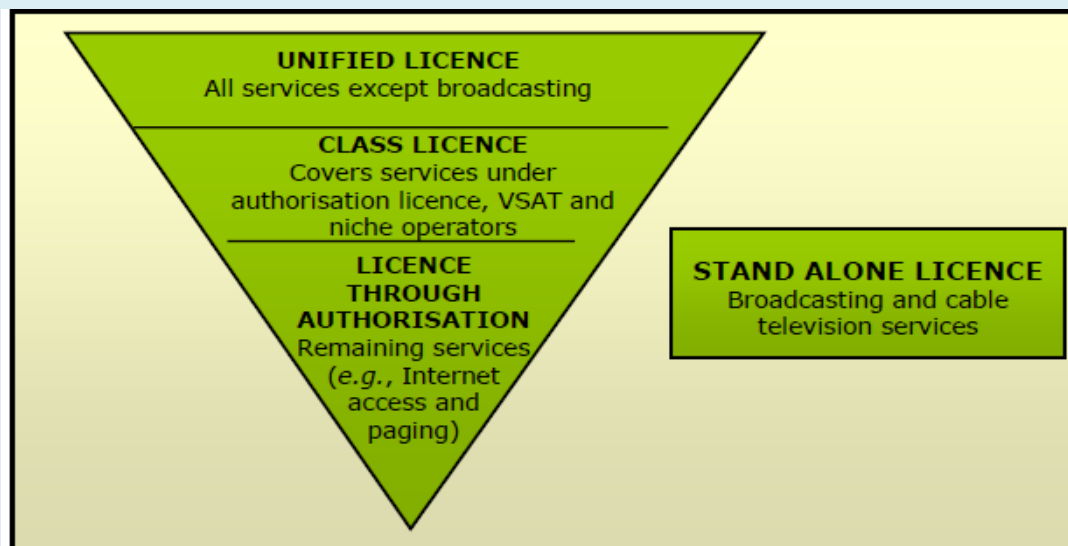 UNIFIED LICENCE
All services except broadcasting
CLASS LICENCE
Covers services under
authorisation licence, VSAT and
niche operators
LICENCE
THROUGH
AUTHORISATION
Remaining services
(e.g., Internet
access and
paging)
STAND ALONE LICENCE
Broadcasting and cable
television services